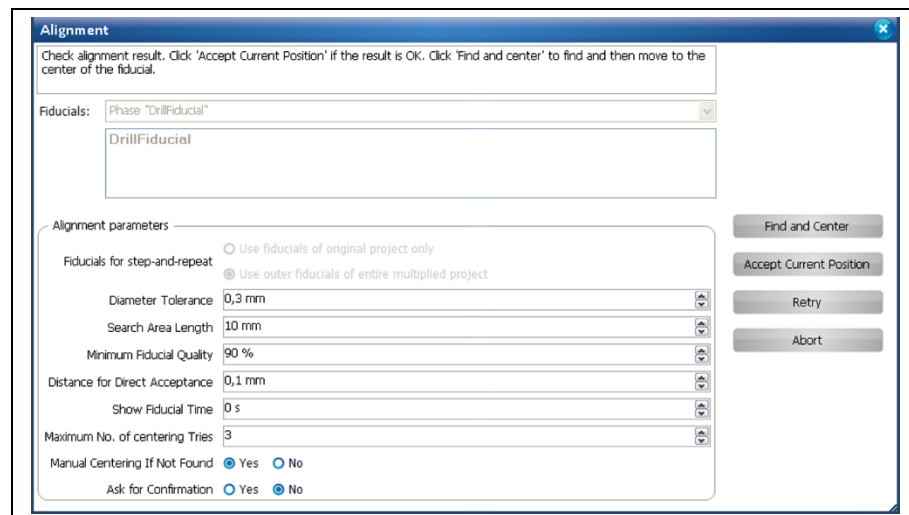 Alignment
Check alignment result. Click 'Accept Current Position' if the result is OK. Click 'Find and center' to find and then move to the
center of the fiducial.
Fiducials: Phase "DrillFiducial"
DrillFiducial
Alignment parameters
Fiducials for step-and-repeat
Use fiducials of original project only
Use outer fiducials of entire multiplied project
Diameter Tolerance 0,3 mm
Search Area Length 10 mm
Minimum Fiducial Quality 90 %
Distance for Direct Acceptance 0,1 mm
Show Fiducial Time 0 s
Maximum No. of centering Tries 3
Manual Centering If Not Found Yes No
Ask for Confirmation Yes No
Find and Center
Accept Current Position
Retry
Abort